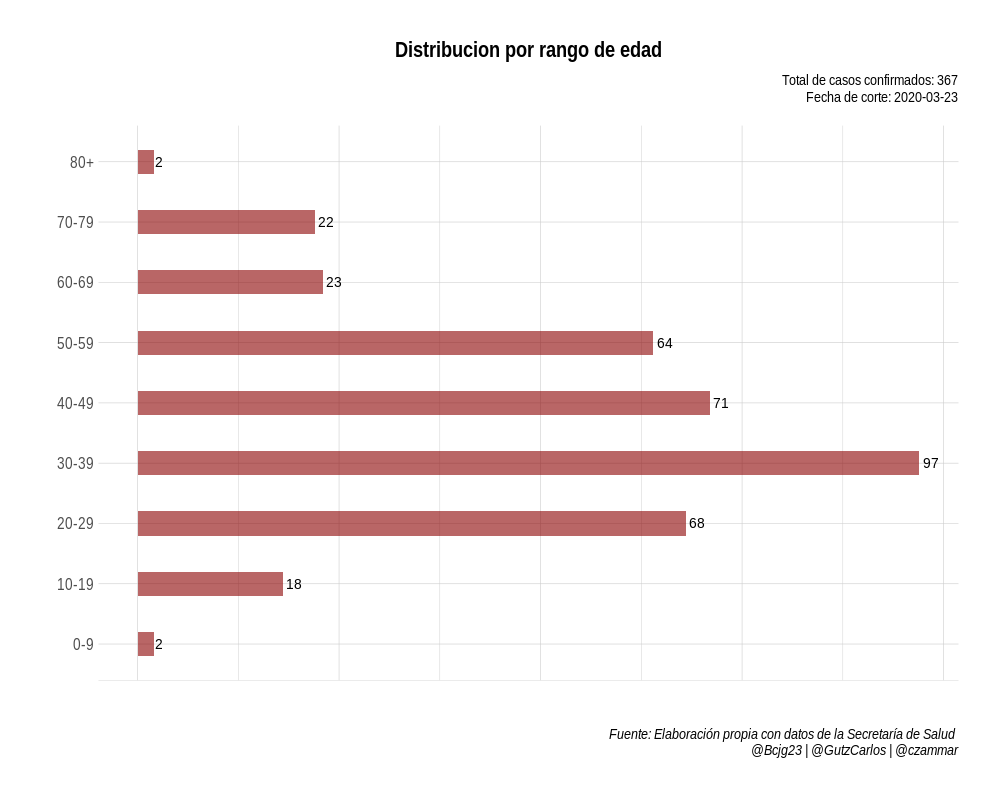 Distribucion por rango de edad
Total de casos confirmados: 367
Fecha de corte: 2020-03-23
80+ 2
70-79 22
60-69 23
50-59 64
40-49 71
30-39 97
20-29 68
10-19 18
0-9 2
Fuente: Elaboración propia con datos de la Secretaría de Salud
@Bcjg23 | @GutzCarlos | @czammar